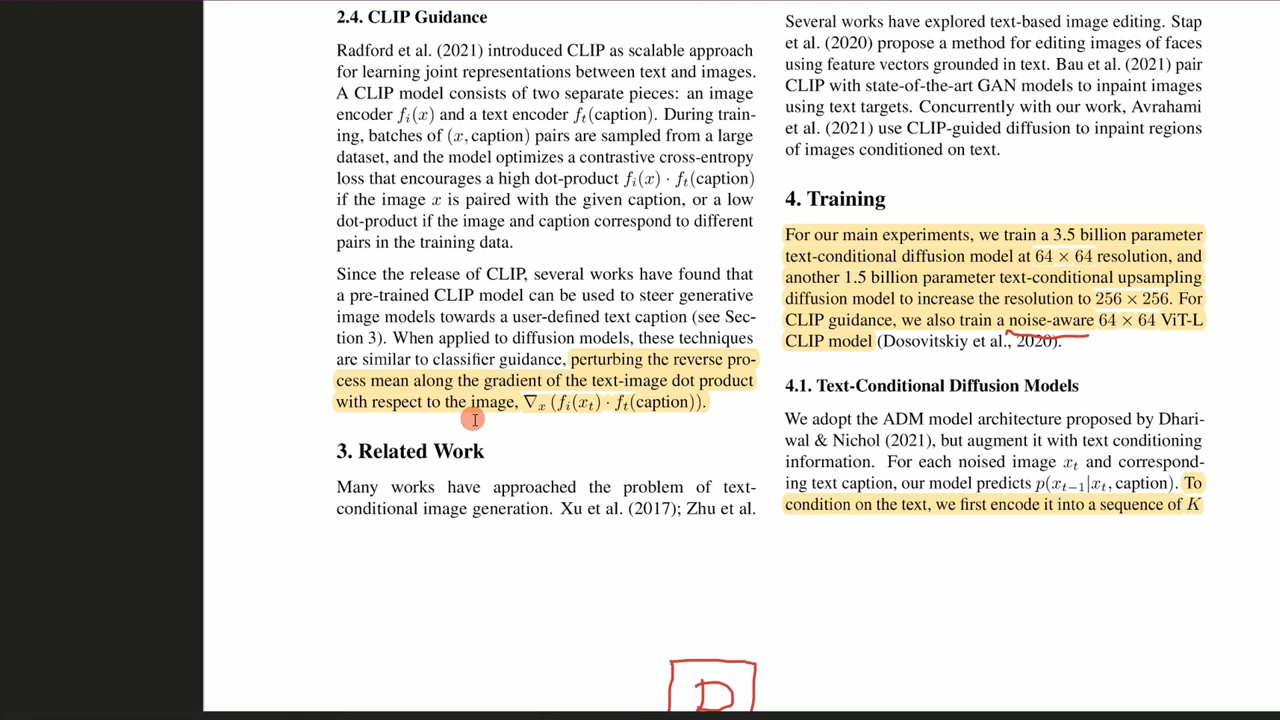 2.4. CLIP Guidance
Radford et al. (2021) introduced CLIP as scalable approach
for learning joint representations between text and images.
A CLIP model consists of two separate pieces: an image
encoder fᵢ(x) and a text encoder fₜ(caption). During train-
ing, batches of (x, caption) pairs are sampled from a large
dataset, and the model optimizes a contrastive cross-entropy
loss that encourages a high dot-product fᵢ(x) · fₜ(caption)
if the image x is paired with the given caption, or a low
dot-product if the image and caption correspond to different
pairs in the training data.
Since the release of CLIP, several works have found that
a pre-trained CLIP model can be used to steer generative
image models towards a user-defined text caption (see Sec-
tion 3). When applied to diffusion models, these techniques
are similar to classifier guidance, perturbing the reverse pro-
cess mean along the gradient of the text-image dot product
with respect to the image, ∇ₓ (fᵢ(xₜ) · fₜ(caption)).
3. Related Work
Many works have approached the problem of text-
conditional image generation. Xu et al. (2017); Zhu et al.
Several works have explored text-based image editing. Stap
et al. (2020) propose a method for editing images of faces
using feature vectors grounded in text. Bau et al. (2021) pair
CLIP with state-of-the-art GAN models to inpaint images
using text targets. Concurrently with our work, Avrahami
et al. (2021) use CLIP-guided diffusion to inpaint regions
of images conditioned on text.
4. Training
For our main experiments, we train a 3.5 billion parameter
text-conditional diffusion model at 64 × 64 resolution, and
another 1.5 billion parameter text-conditional upsampling
diffusion model to increase the resolution to 256 × 256. For
CLIP guidance, we also train a noise-aware 64 × 64 ViT-L
CLIP model (Dosovitskiy et al., 2020).
4.1. Text-Conditional Diffusion Models
We adopt the ADM model architecture proposed by Dhari-
wal & Nichol (2021), but augment it with text conditioning
information. For each noised image xₜ and correspond-
ing text caption, our model predicts p(xₜ₋₁|xₜ, caption). To
condition on the text, we first encode it into a sequence of K
D